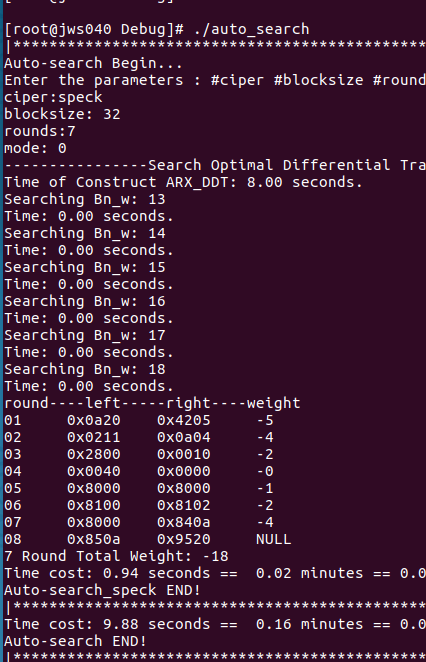 [root@jws040 Debug]# ./auto_search
|************************************************
Auto-search Begin...
Enter the parameters : #ciper #blocksize #round
ciper:speck
blocksize: 32
rounds:7
mode: 0
----------------Search Optimal Differential Tra
Time of Construct ARX_DDT: 8.00 seconds.
Searching Bn_w: 13
Time: 0.00 seconds.
Searching Bn_w: 14
Time: 0.00 seconds.
Searching Bn_w: 15
Time: 0.00 seconds.
Searching Bn_w: 16
Time: 0.00 seconds.
Searching Bn_w: 17
Time: 0.00 seconds.
Searching Bn_w: 18
Time: 0.00 seconds.
round----left-----right----weight
01     0x0a20     0x4205     -5
02     0x0211     0x0a04     -4
03     0x2800     0x0010     -2
04     0x0040     0x0000     -0
05     0x8000     0x8000     -1
06     0x8100     0x8102     -2
07     0x8000     0x840a     -4
08     0x850a     0x9520     NULL
7 Round Total Weight: -18
Time cost: 0.94 seconds ==  0.02 minutes == 0.0
Auto-search_speck END!
|************************************************
Time cost: 9.88 seconds ==  0.16 minutes == 0.0
Auto-search END!
|************************************************